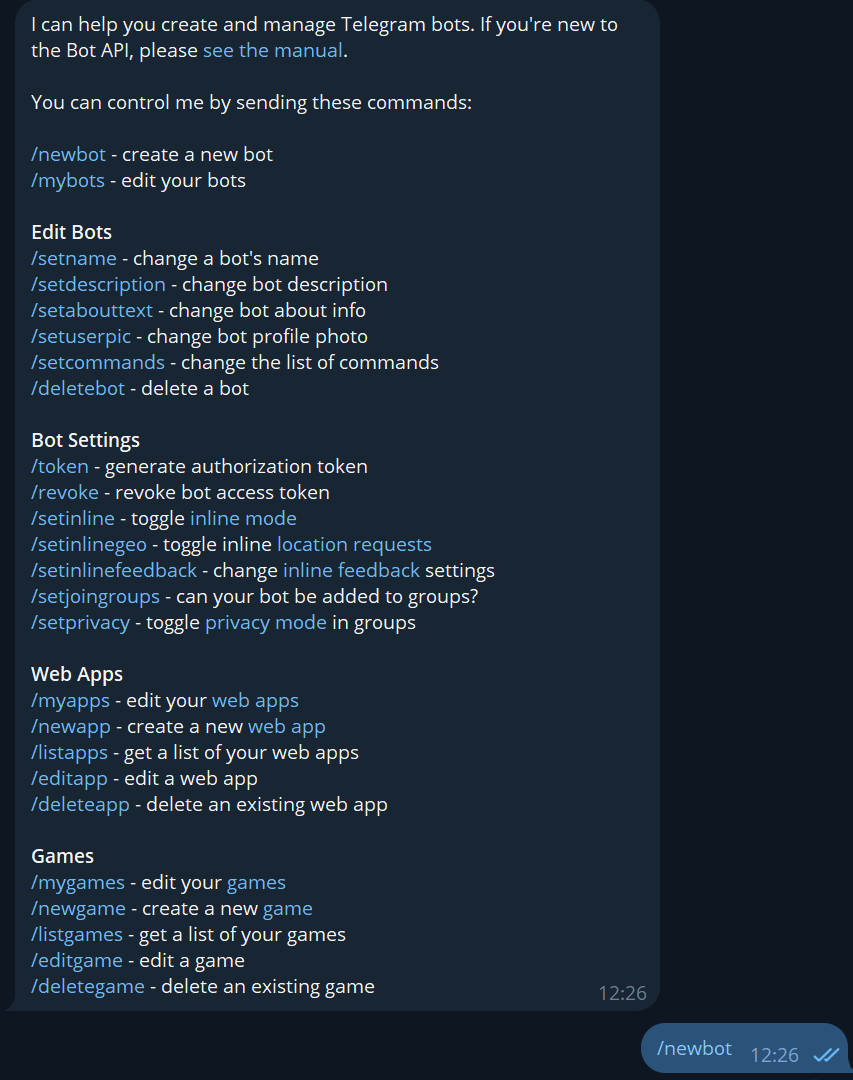 I can help you create and manage Telegram bots. If you're new to
the Bot API, please see the manual.
You can control me by sending these commands:
/newbot - create a new bot
/mybots - edit your bots
Edit Bots
/setname - change a bot's name
/setdescription - change bot description
/setabouttext - change bot about info
/setuserpic - change bot profile photo
/setcommands - change the list of commands
/deletebot - delete a bot
Bot Settings
/token - generate authorization token
/revoke - revoke bot access token
/setinline - toggle inline mode
/setinlinegeo - toggle inline location requests
/setinlinefeedback - change inline feedback settings
/setjoingroups - can your bot be added to groups?
/setprivacy - toggle privacy mode in groups
Web Apps
/myapps - edit your web apps
/newapp - create a new web app
/listapps - get a list of your web apps
/editapp - edit a web app
/deleteapp - delete an existing web app
Games
/mygames - edit your games
/newgame - create a new game
/listgames - get a list of your games
/editgame - edit a game
/deletegame - delete an existing game
12:26
/newbot 12:26